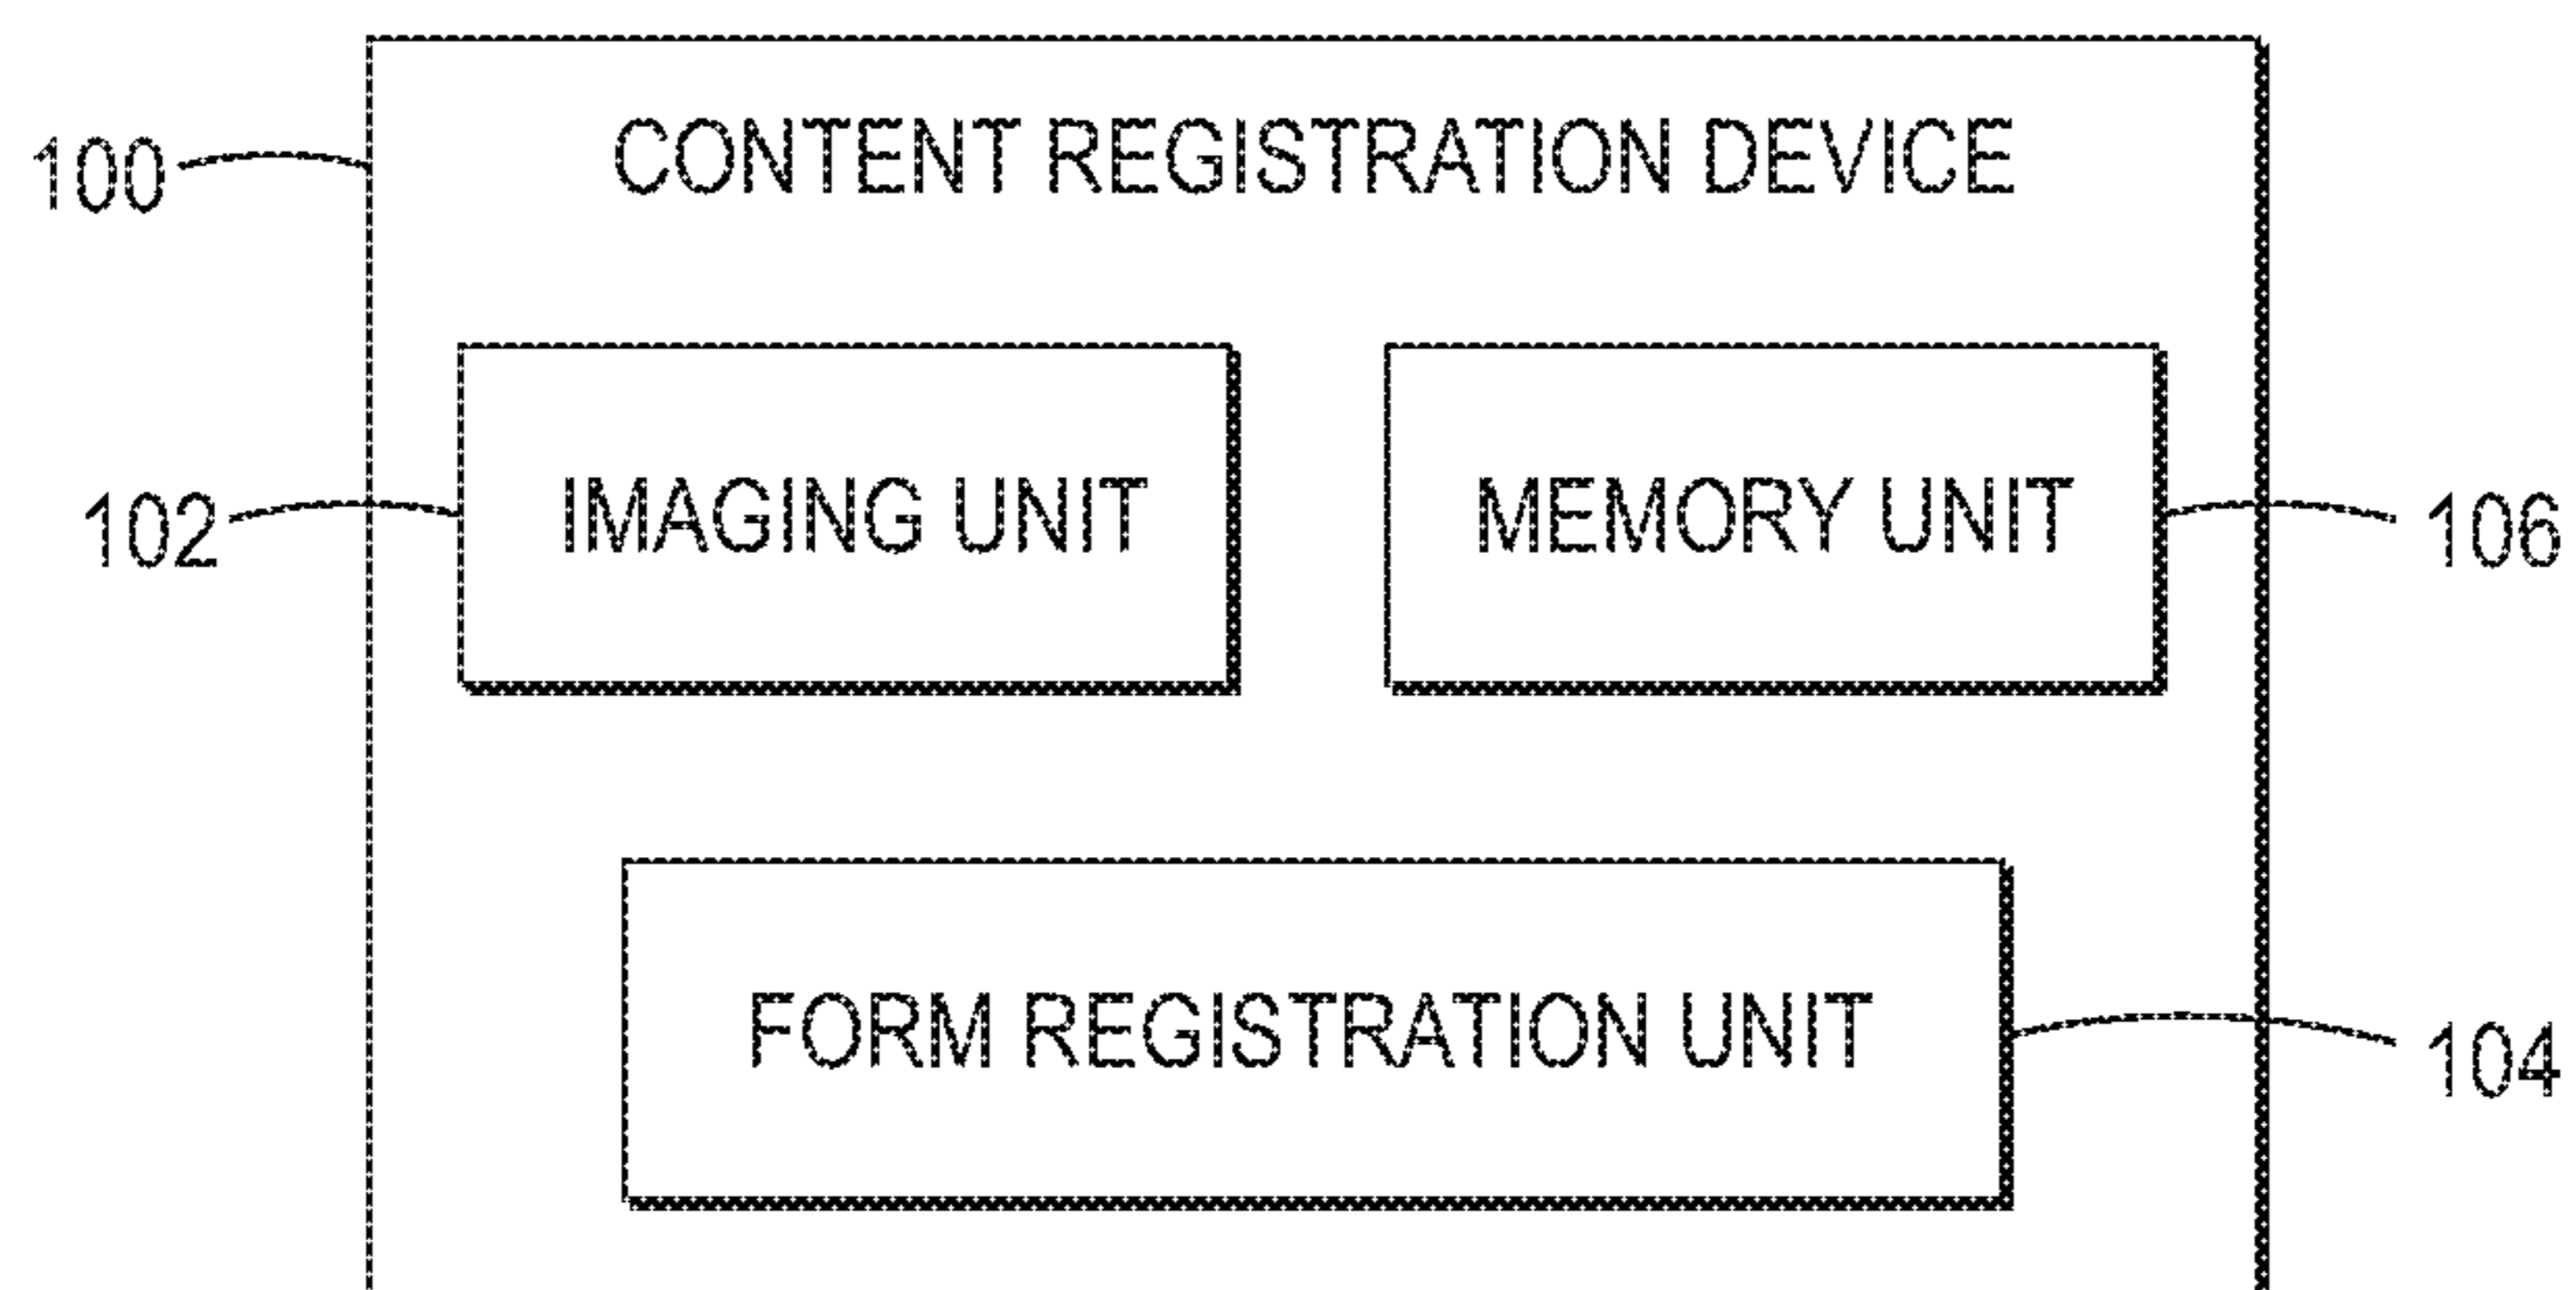 100
CONTENT REGISTRATION DEVICE
102
IMAGING UNIT
MEMORY UNIT
106
FORM REGISTRATION UNIT
104